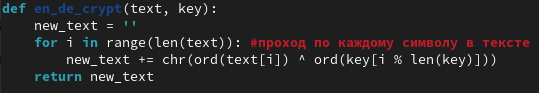 def en_de_crypt(text, key):
    new_text = ''
    for i in range(len(text)): #проход по каждому символу в тексте
        new_text += chr(ord(text[i]) ^ ord(key[i % len(key)]))
    return new_text